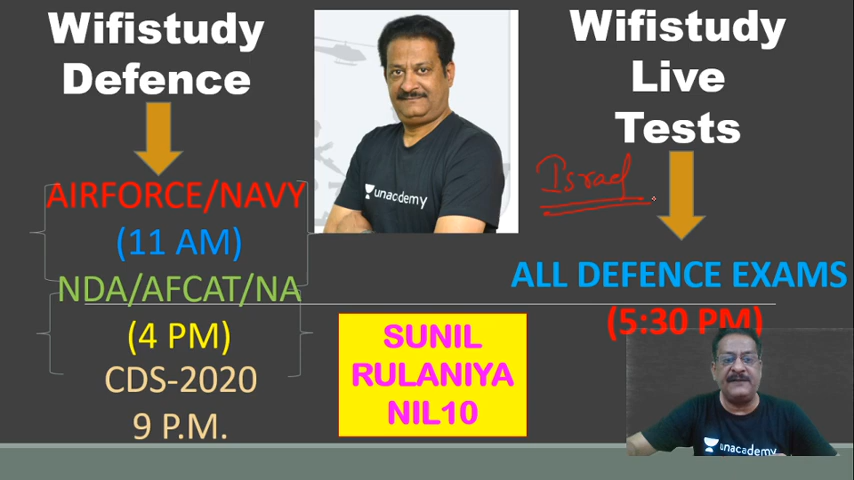 Wifistudy
Defence
AIRFORCE/NAVY
(11 AM)
NDA/AFCAT/NA
(4 PM)
CDS-2020
9 P.M.
unacademy
SUNIL
RULANIYA
NIL10
Wifistudy
Live
Tests
Israel
ALL DEFENCE EXAMS
(5:30 PM)
unacademy